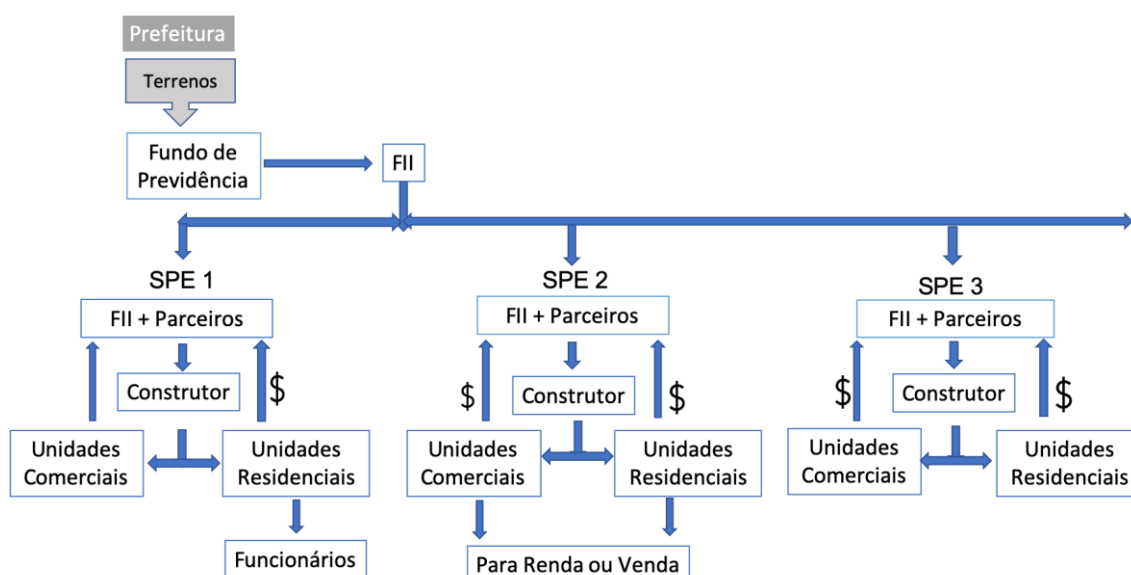 Prefeitura
Terrenos
Fundo de
Previdência
FII
SPE 1
FII + Parceiros
Construtor
$
Unidades
Comerciais
Unidades
Residenciais
Funcionários
SPE 2
FII + Parceiros
Construtor
$
$
Unidades
Comerciais
Unidades
Residenciais
Para Renda ou Venda
SPE 3
FII + Parceiros
Construtor
$
$
Unidades
Comerciais
Unidades
Residenciais